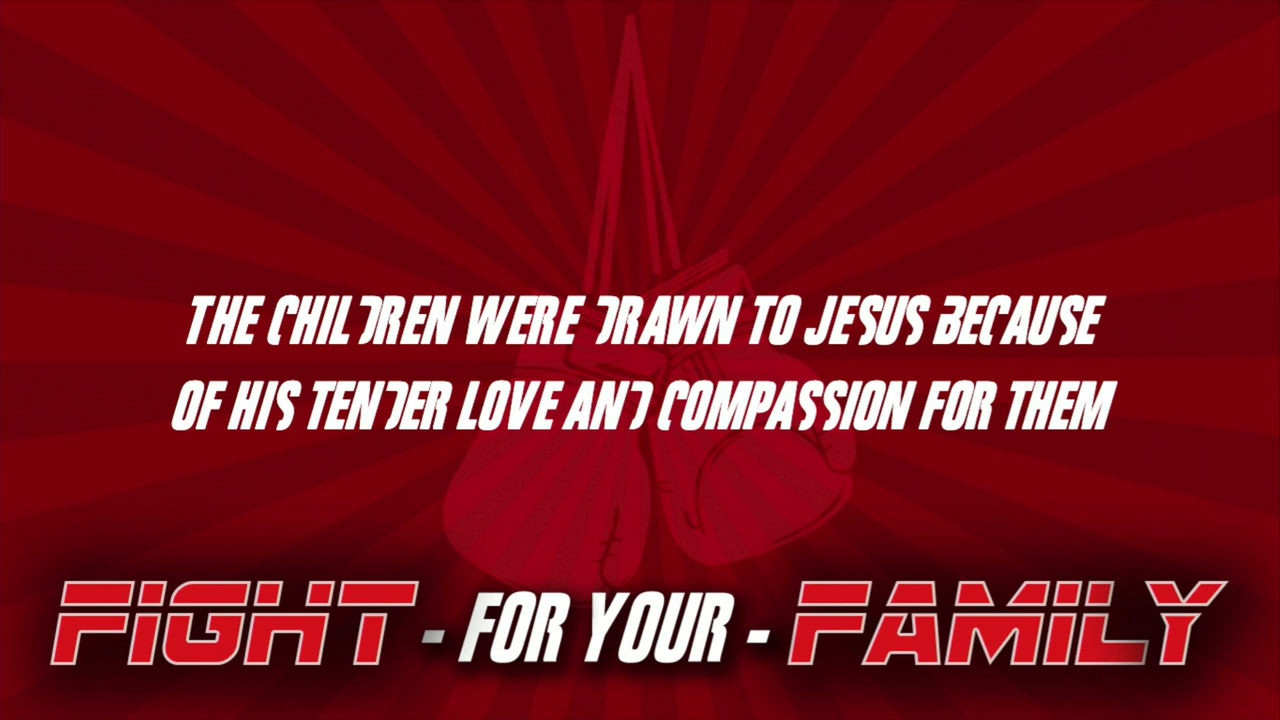 THE CHILDREN WERE DRAWN TO JESUS BECAUSE
OF HIS TENDER LOVE AND COMPASSION FOR THEM
FIGHT - FOR YOUR - FAMILY